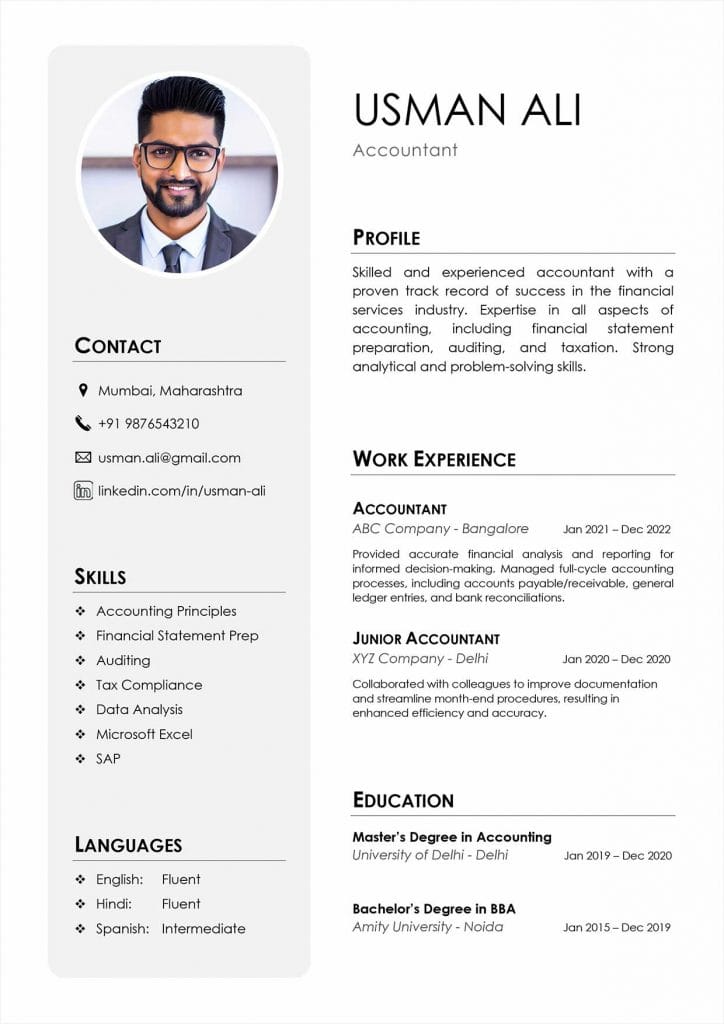 USMAN ALI
Accountant
CONTACT
Mumbai, Maharashtra
+91 9876543210
usman.ali@gmail.com
in linkedin.com/in/usman-ali
SKILLS
Accounting Principles
Financial Statement Prep
Auditing
Tax Compliance
Data Analysis
Microsoft Excel
SAP
LANGUAGES
English: Fluent
Hindi: Fluent
Spanish: Intermediate
PROFILE
Skilled and experienced accountant with a
proven track record of success in the financial
services industry. Expertise in all aspects of
accounting, including financial statement
preparation, auditing, and taxation. Strong
analytical and problem-solving skills.
WORK EXPERIENCE
ACCOUNTANT
ABC Company - Bangalore Jan 2021 – Dec 2022
Provided accurate financial analysis and reporting for
informed decision-making. Managed full-cycle accounting
processes, including accounts payable/receivable, general
ledger entries, and bank reconciliations.
JUNIOR ACCOUNTANT
XYZ Company - Delhi Jan 2020 – Dec 2020
Collaborated with colleagues to improve documentation
and streamline month-end procedures, resulting in
enhanced efficiency and accuracy.
EDUCATION
Master's Degree in Accounting
University of Delhi - Delhi Jan 2019 – Dec 2020
Bachelor's Degree in BBA
Amity University - Noida Jan 2015 – Dec 2019